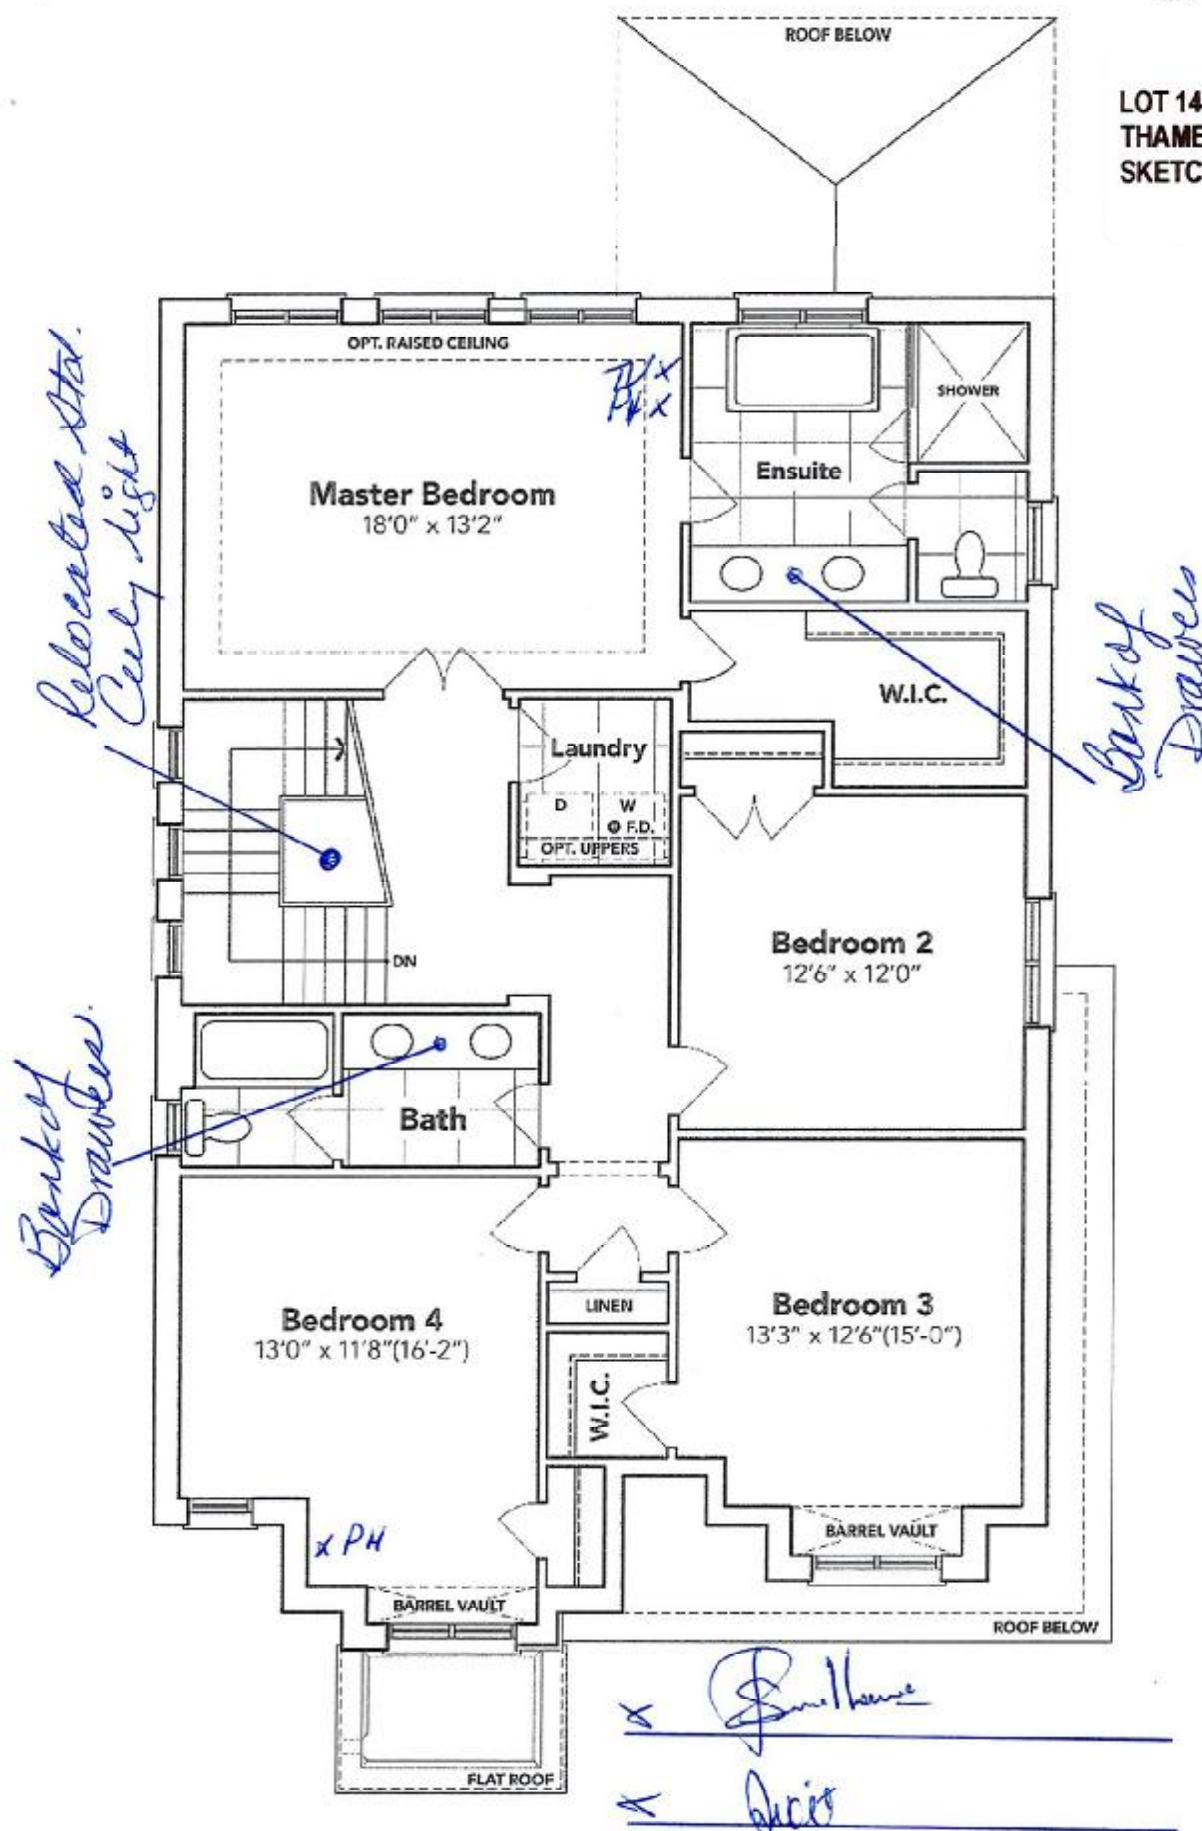 ROOF BELOW
LOT 14
THAME
SKETC
OPT. RAISED CEILING
TV x
PH x
SHOWER
Relocated Std.
Ceily light
Master Bedroom
18'0" x 13'2"
Ensuite
Bank of
Drawers
W.I.C.
Laundry
D W
F.D.
OPT. UPPERS
Bedroom 2
12'6" x 12'0"
DN
Bank of
Drawers.
Bath
Bedroom 4
13'0" x 11'8"(16'-2")
LINEN
Bedroom 3
13'3" x 12'6"(15'-0")
W.I.C.
x PH
BARREL VAULT
BARREL VAULT
ROOF BELOW
x
FLAT ROOF
x